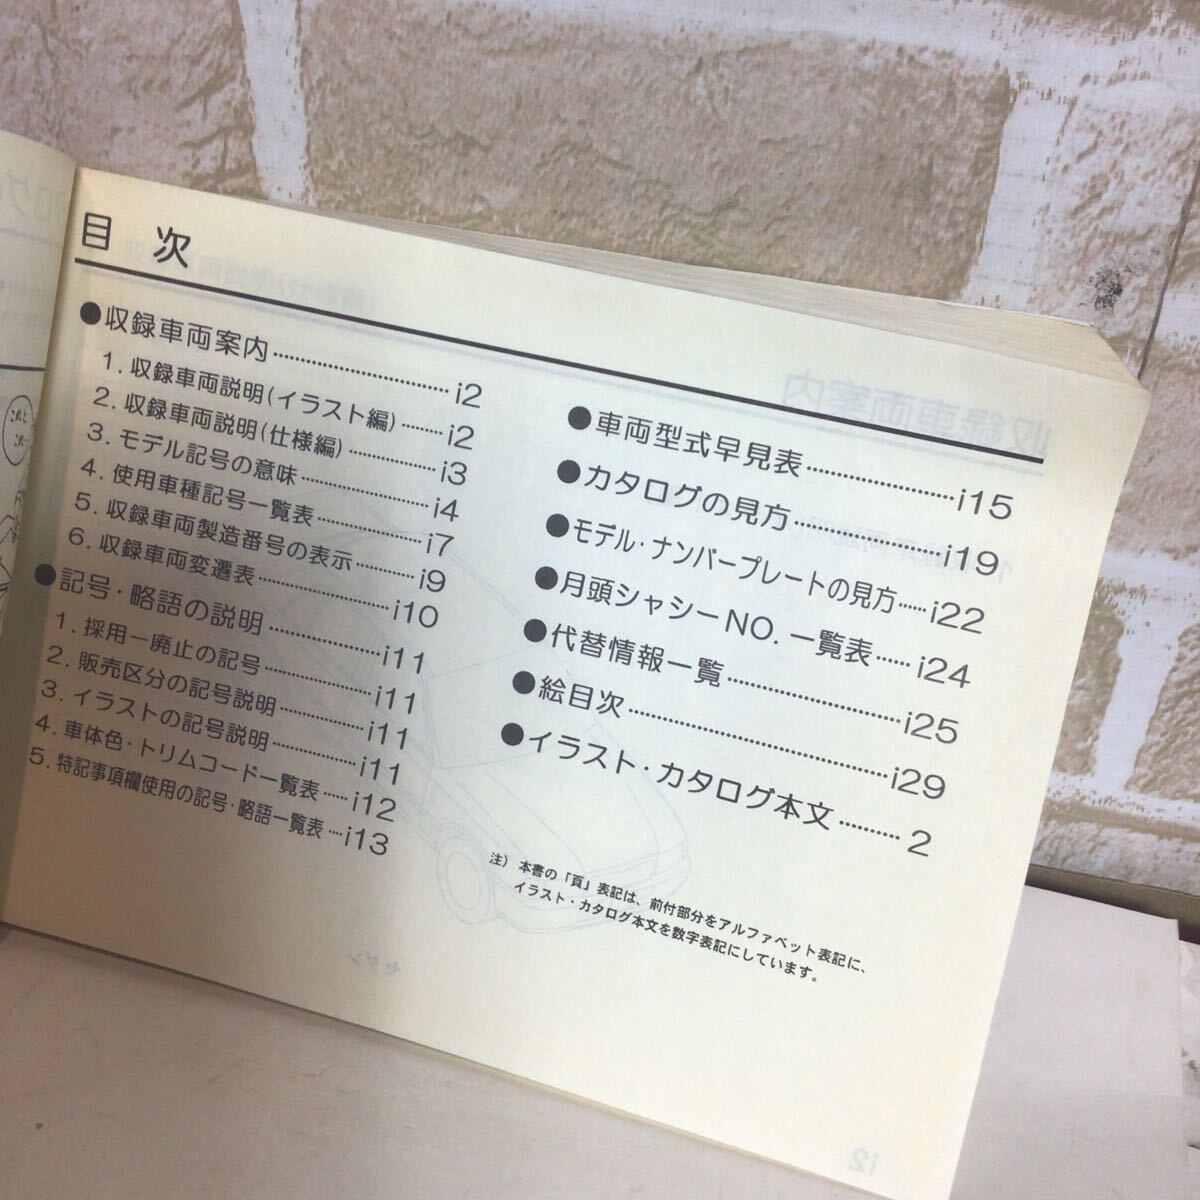 目 次
●収録車両案内……………………i2
1. 収録車両説明(イラスト編)……i2
2. 収録車両説明(仕様編)…………i3
3. モデル記号の意味………………i4
4. 使用車種記号一覧表……………i7
5. 収録車両製造番号の表示………i9
6. 収録車両変遷表…………………i10
●記号・略語の説明………………i11
1. 採用ー廃止の記号………………i11
2. 販売区分の記号説明……………i11
3. イラストの記号説明……………i11
4. 車体色・トリムコード一覧表……i12
5. 特記事項欄使用の記号・略語一覧表…i13
●車両型式早見表…………………i15
●カタログの見方…………………i19
●モデル・ナンバープレートの見方……i22
●月頭シャシーNO. 一覧表……i24
●代替情報一覧……………………i25
●絵目次……………………………i29
●イラスト・カタログ本文…………2
注) 本書の「頁」表記は、前付部分をアルファベット表記に、
イラスト・カタログ本文を数字表記にしています。
これと
収録車両案内
セダン
i2